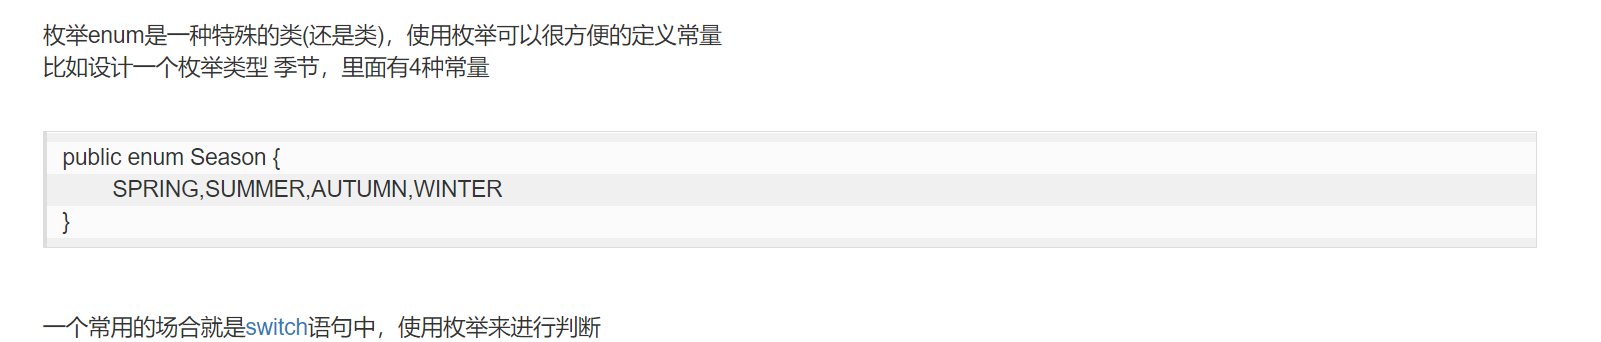 枚举enum是一种特殊的类(还是类)，使用枚举可以很方便的定义常量
比如设计一个枚举类型 季节，里面有4种常量
public enum Season {
SPRING,SUMMER,AUTUMN,WINTER
}
一个常用的场合就是switch语句中，使用枚举来进行判断